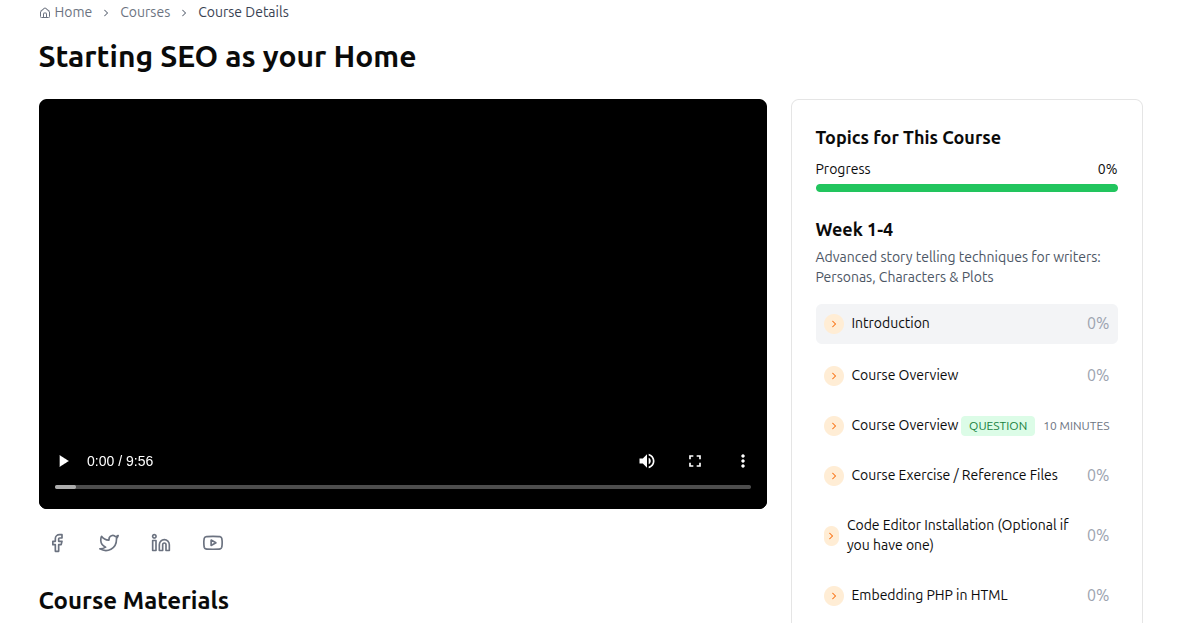 Home > Courses > Course Details
Starting SEO as your Home
0:00 / 9:56
Course Materials
Topics for This Course
Progress 0%
Week 1-4
Advanced story telling techniques for writers:
Personas, Characters & Plots
Introduction 0%
Course Overview 0%
Course Overview QUESTION 10 MINUTES
Course Exercise / Reference Files 0%
Code Editor Installation (Optional if
you have one) 0%
Embedding PHP in HTML 0%